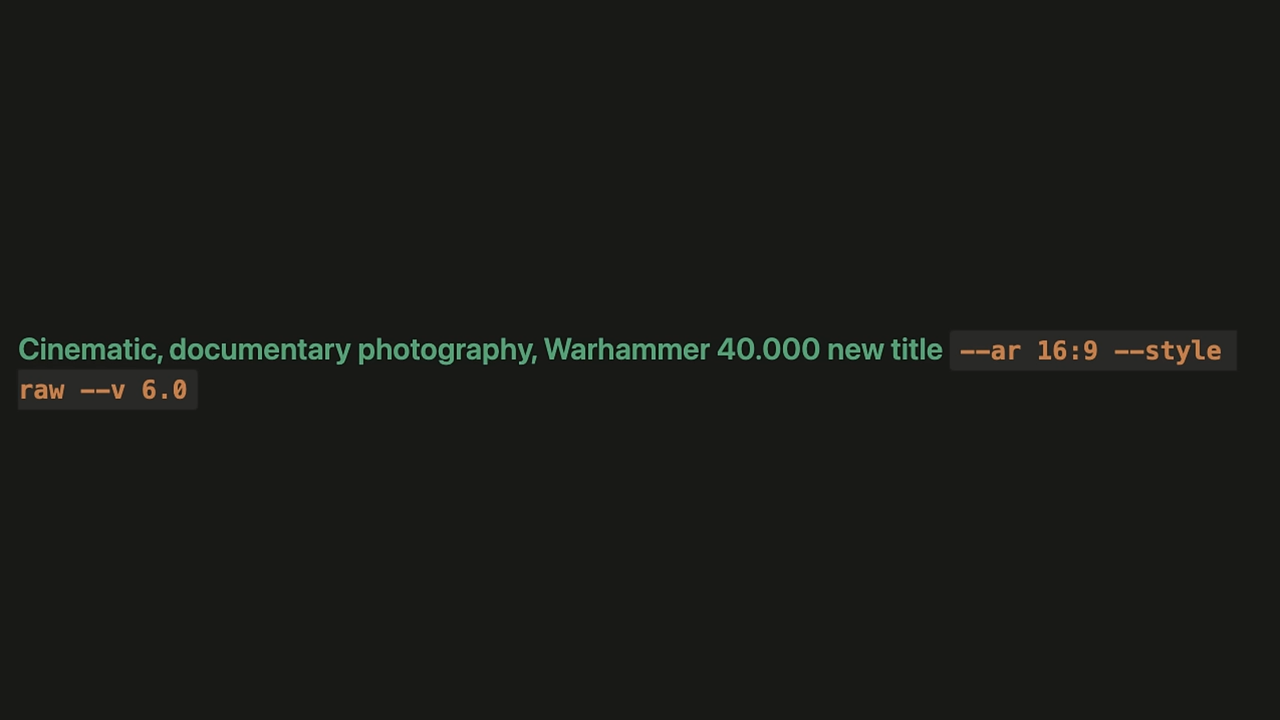 Cinematic, documentary photography, Warhammer 40.000 new title --ar 16:9 --style
raw --v 6.0